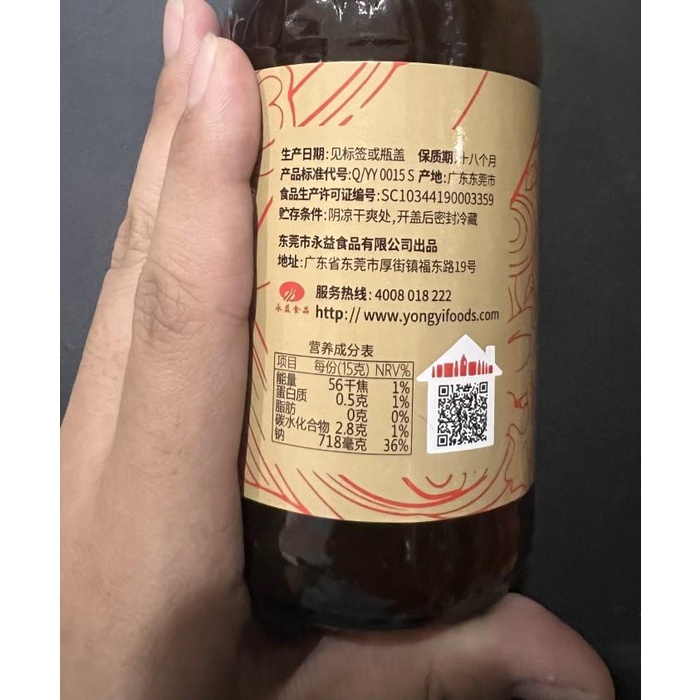 生产日期:见标签或瓶盖 保质期:十八个月
产品标准代号:Q/YY 0015 S 产地:广东东莞市
食品生产许可证编号:SC10344190003359
贮存条件:阴凉干爽处,开盖后密封冷藏
东莞市永益食品有限公司出品
地址:广东省东莞市厚街镇福东路19号
服务热线:4008 018 222
永益食品 http://www.yongyifoods.com
营养成分表
项目 每份(15克) NRV%
能量 56千焦 1%
蛋白质 0.5克 1%
脂肪 0克 0%
碳水化合物 2.8克 1%
钠 718毫克 36%